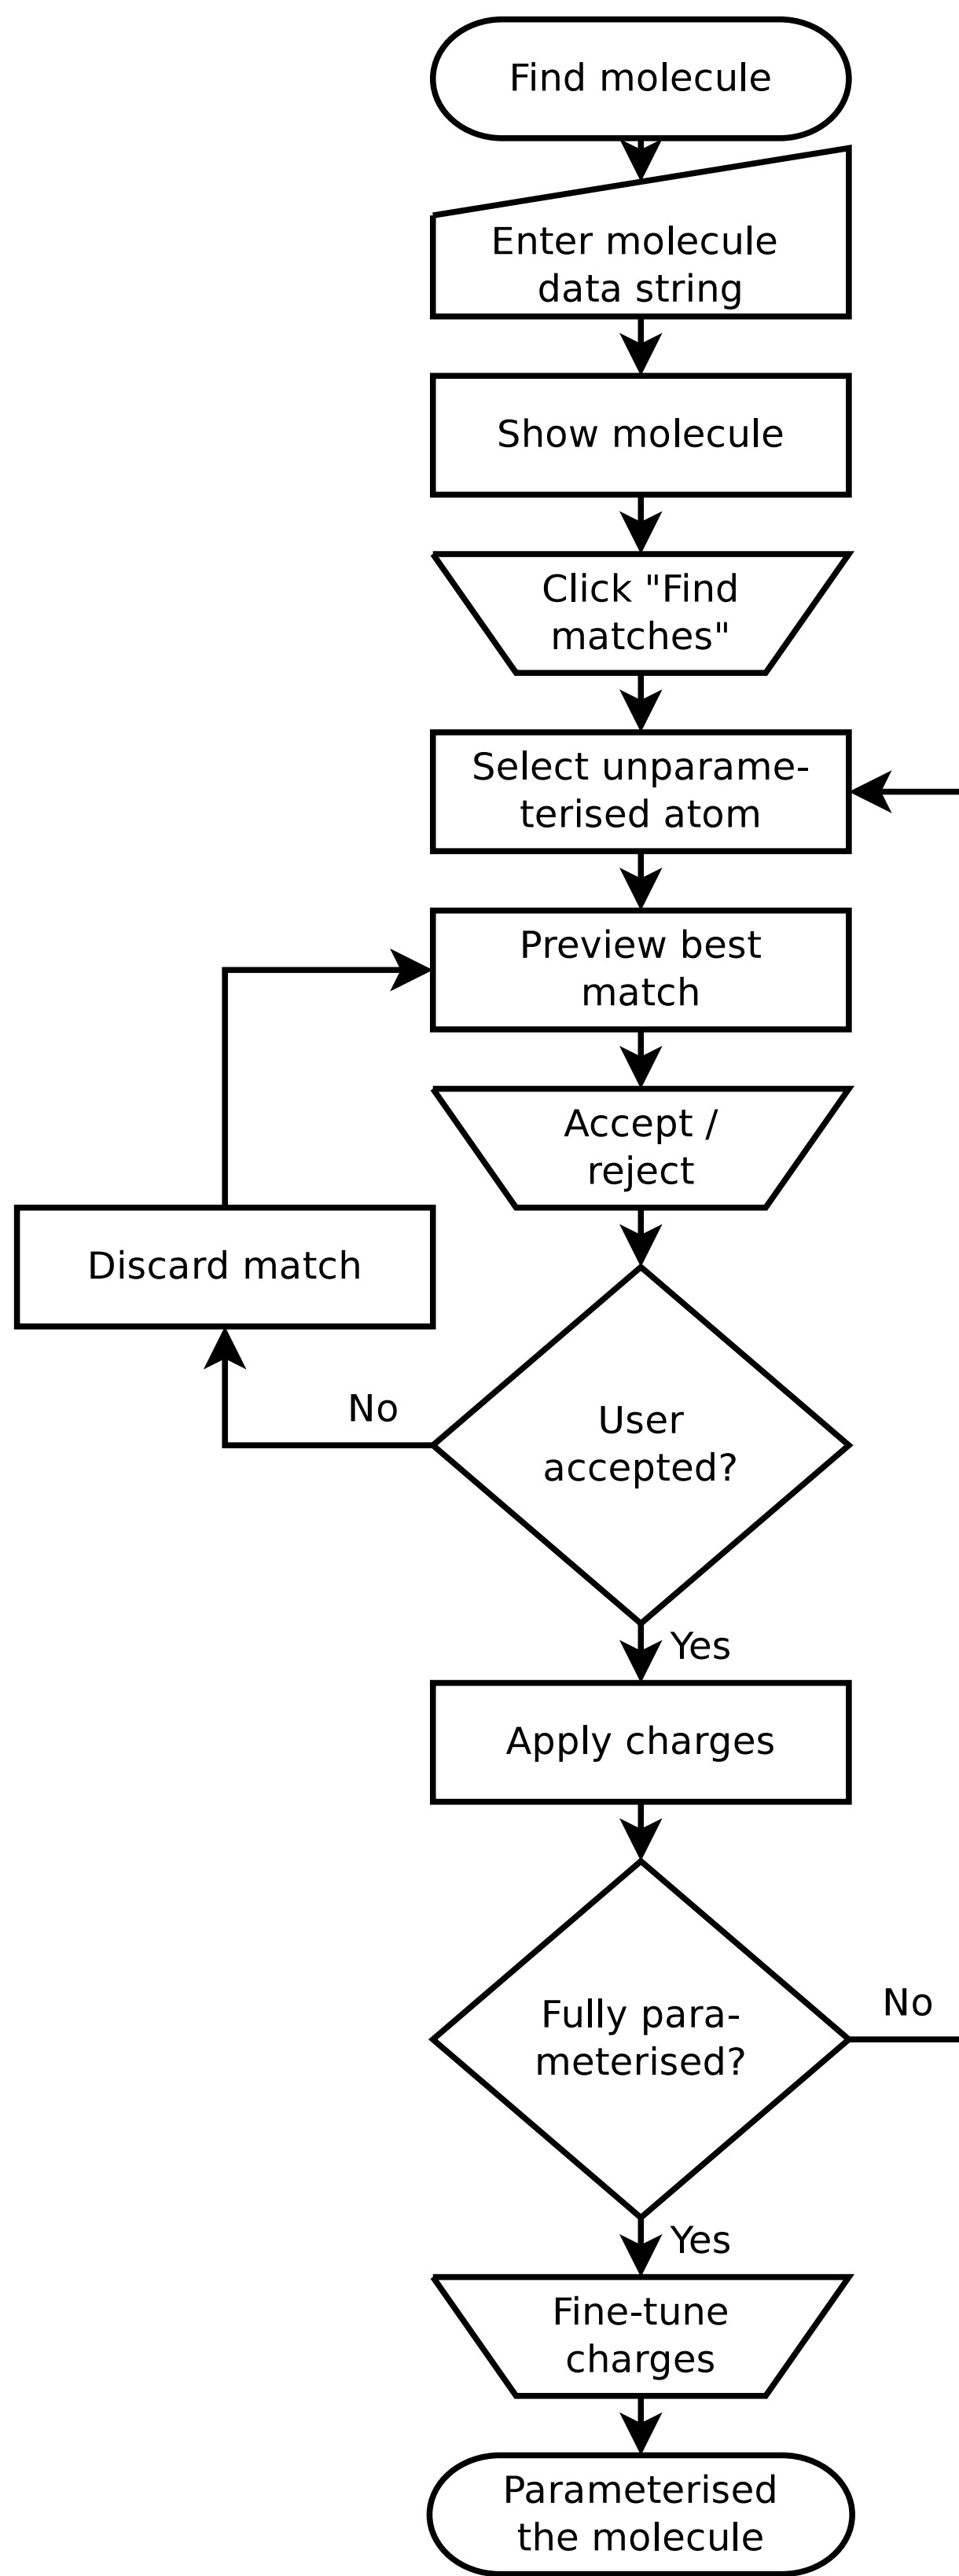 Find molecule
Enter molecule
data string
Show molecule
Click "Find
matches"
Select unparame-
terised atom
Preview best
match
Accept /
reject
Discard match
No
User
accepted?
Yes
Apply charges
No
Fully para-
meterised?
Yes
Fine-tune
charges
Parameterised
the molecule